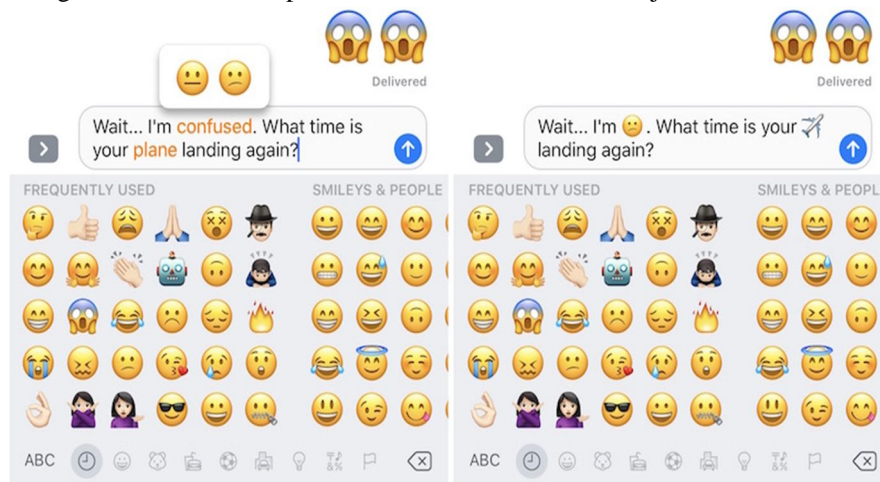 Delivered
Wait... I'm confused. What time is
your plane landing again?
FREQUENTLY USED
SMILEYS & PEOPLE
ABC
Delivered
Wait... I'm 😕. What time is your ✈️
landing again?
FREQUENTLY USED
SMILEYS & PEOPL
ABC